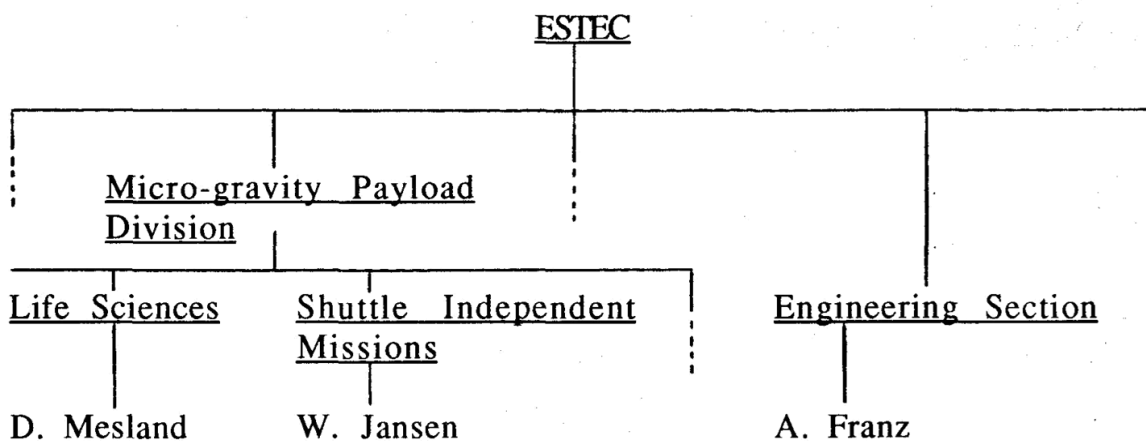 ESTEC
Micro-gravity Payload
Division
Life Sciences
Shuttle Independent
Missions
Engineering Section
D. Mesland
W. Jansen
A. Franz